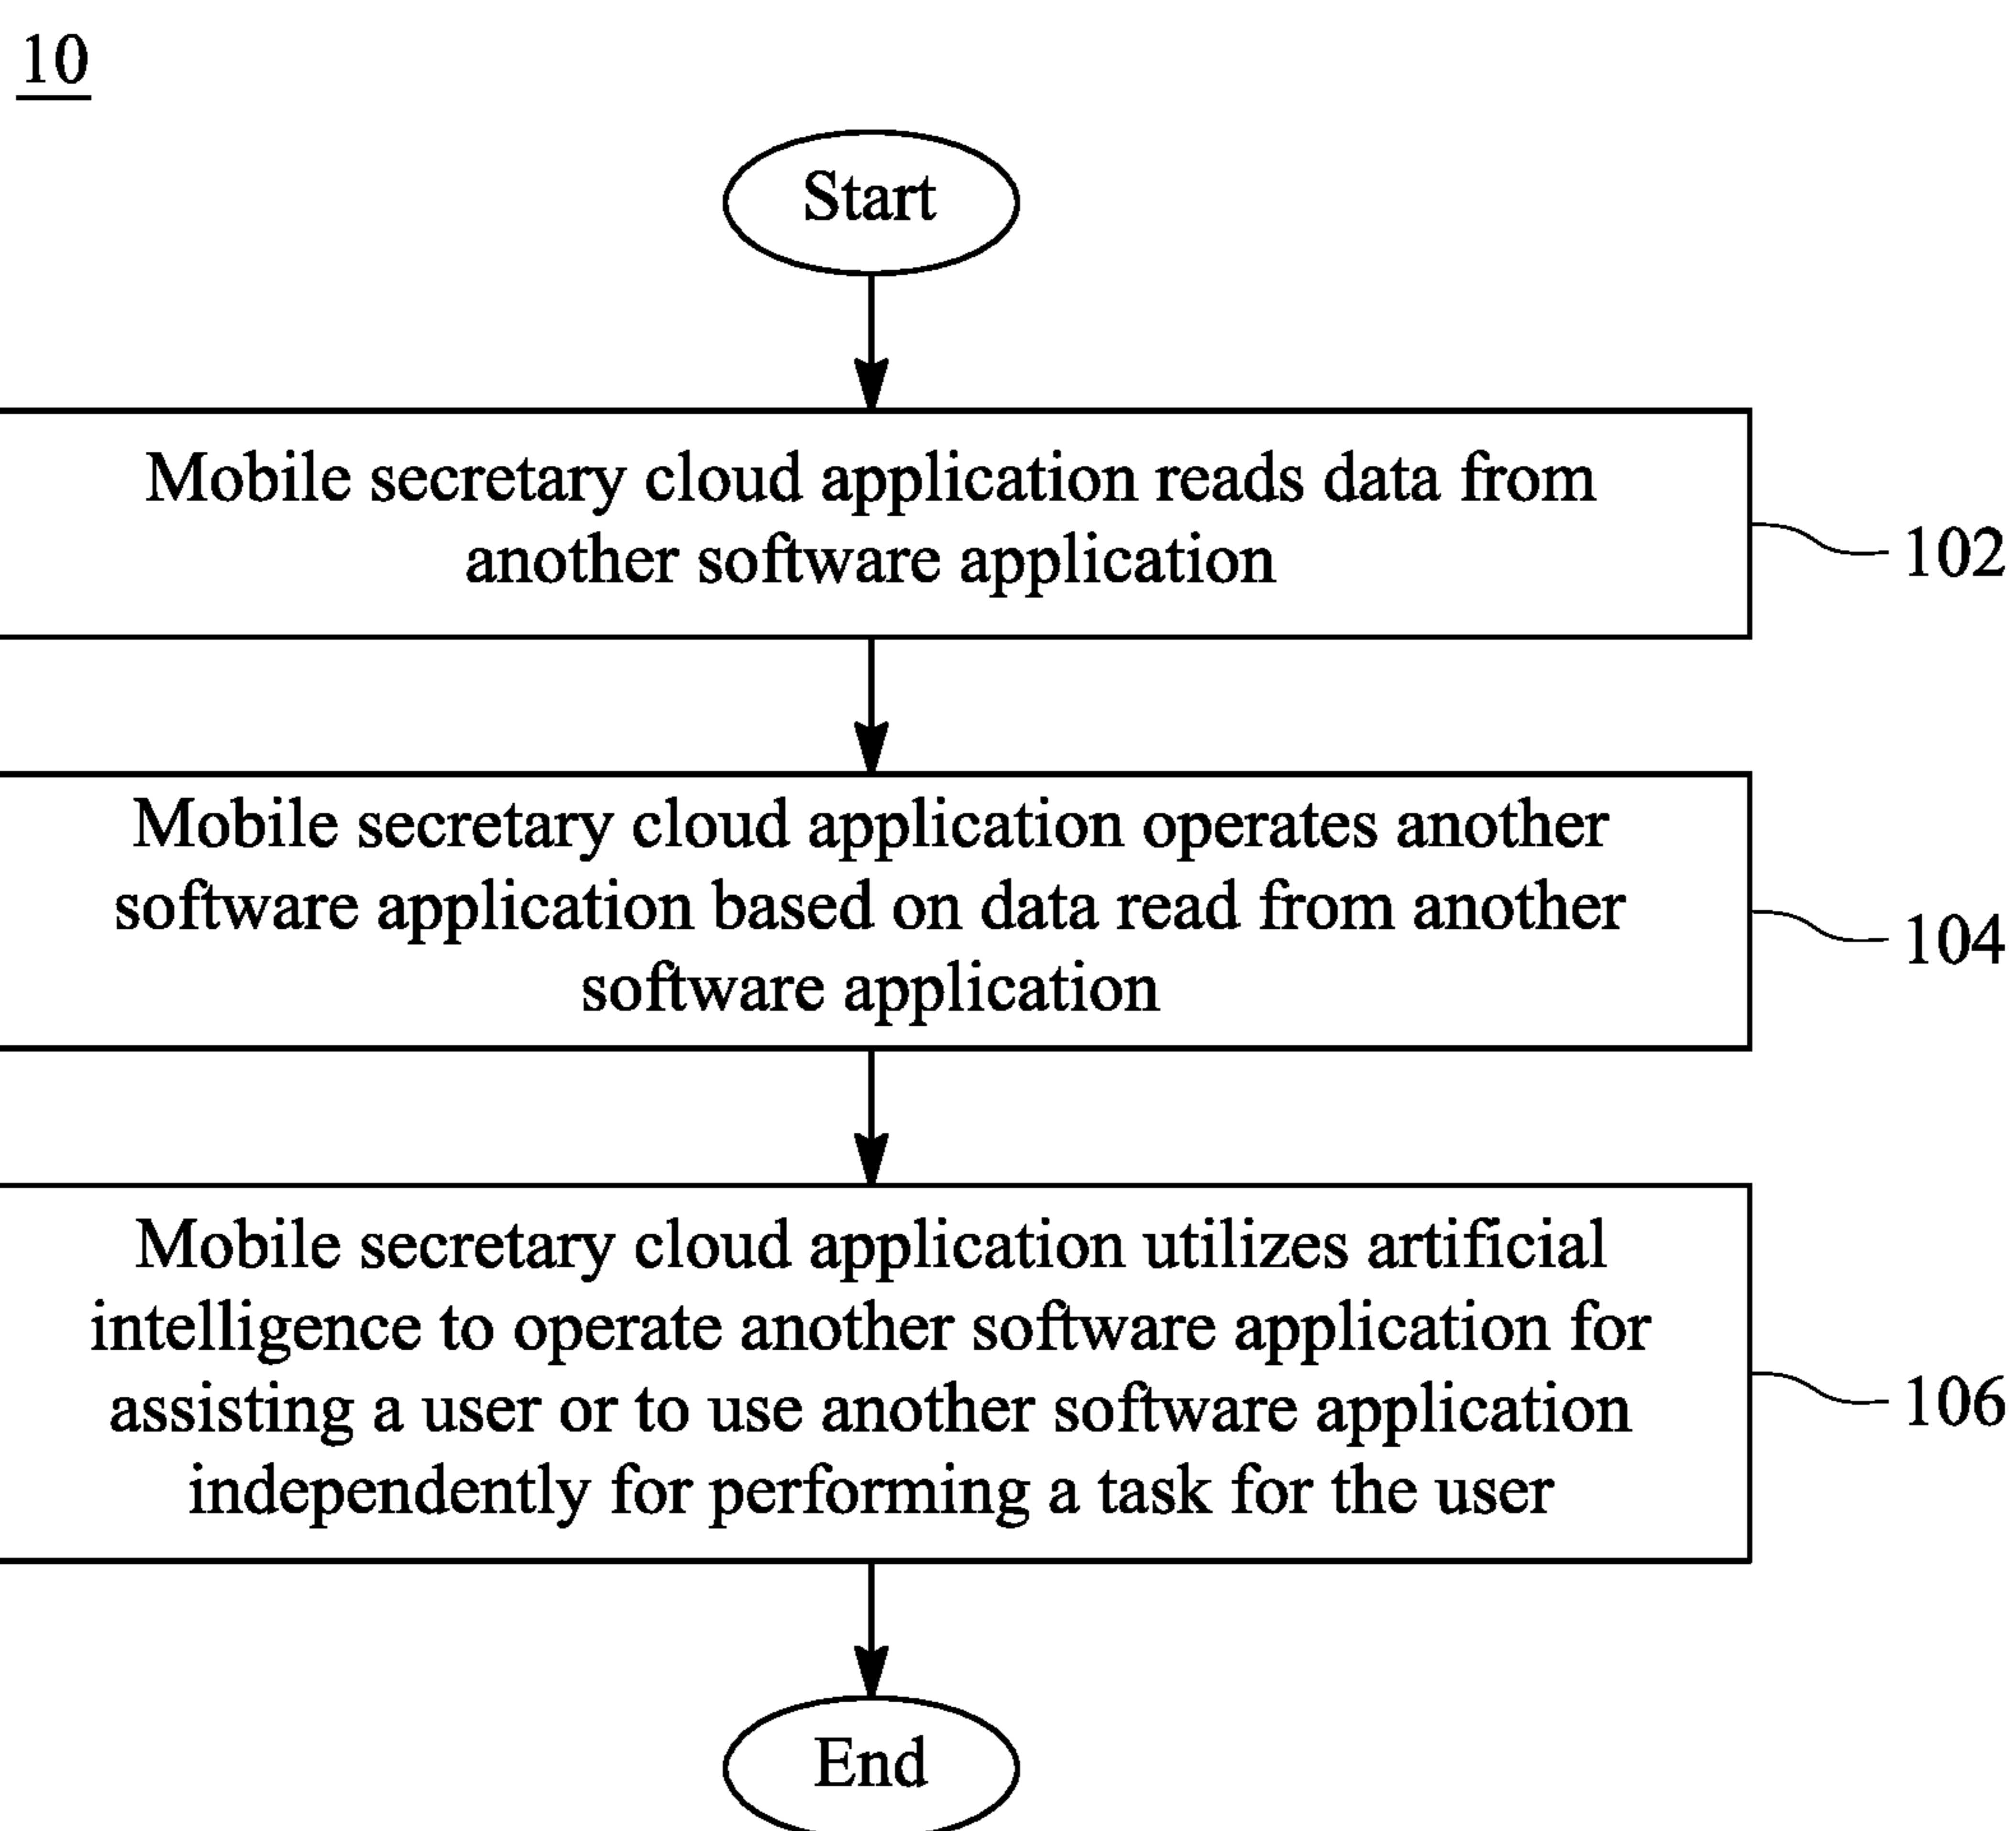 10
Start
Mobile secretary cloud application reads data from
another software application
102
Mobile secretary cloud application operates another
software application based on data read from another
software application
104
Mobile secretary cloud application utilizes artificial
intelligence to operate another software application for
assisting a user or to use another software application
independently for performing a task for the user
106
End